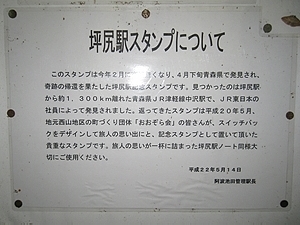 坪尻駅スタンプについて
このスタンプは今年2月に なくなり、4月下旬青森県で発見され、
奇跡の帰還を果たした坪尻駅記念スタンプです。見つかったのは坪尻駅
から約1,300km離れた青森県JR津軽線中沢駅で、JR東日本の
社員によって発見されました。還ってきたスタンプは平成20年5月、
地元西山地区の町づくり団体「おおぞら会」の皆さんが、スイッチバック
をデザインして旅人の思い出にと、記念スタンプとして置いて頂いた
貴重なスタンプです。旅人の思いが一杯に詰まった坪尻駅ノート同様大
切にご使用ください。
平成22年5月14日
阿波池田管理駅長